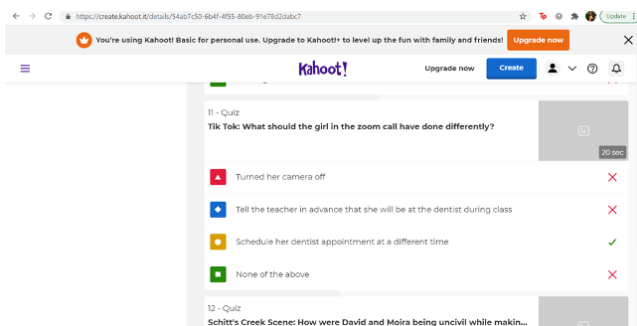 https://create.kahoot.it/details/54ab7c50-6b4f-4f55-80eb-91e78d2dabc7
Update
You're using Kahoot! Basic for personal use. Upgrade to Kahoot!+ to level up the fun with family and friends!
Upgrade now
Kahoot!
Upgrade now
Create
11 - Quiz
Tik Tok: What should the girl in the zoom call have done differently?
20 sec
Turned her camera off
Tell the teacher in advance that she will be at the dentist during class
Schedule her dentist appointment at a different time
None of the above
12 - Quiz
Schitt's Creek Scene: How were David and Moira being uncivil while makin...